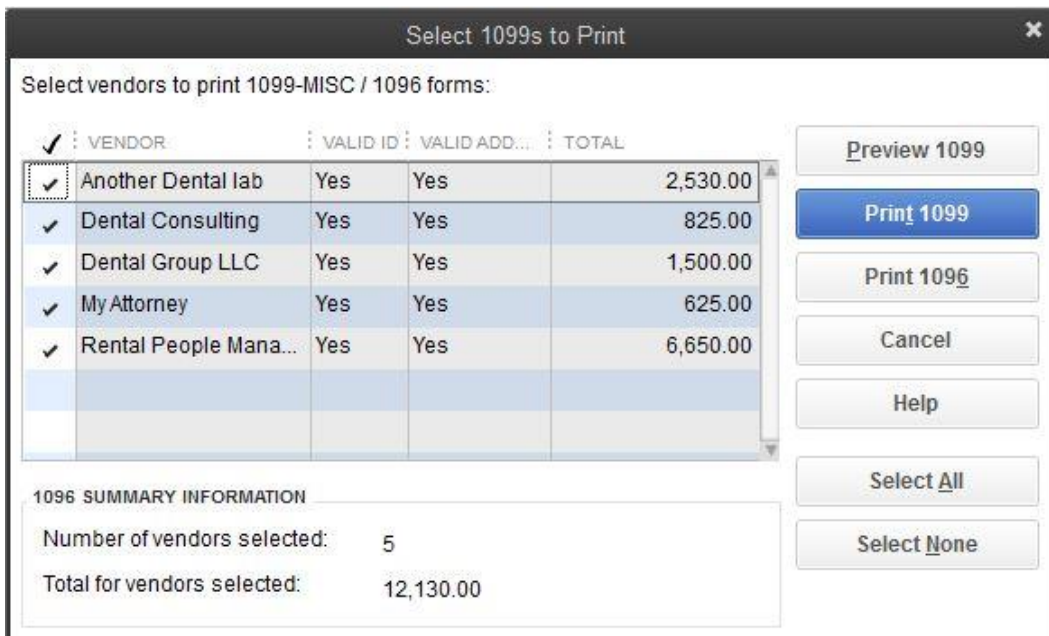 Select 1099s to Print
Select vendors to print 1099-MISC / 1096 forms:
VENDOR VALID ID VALID ADD... TOTAL
Another Dental lab Yes Yes 2,530.00
Dental Consulting Yes Yes 825.00
Dental Group LLC Yes Yes 1,500.00
My Attorney Yes Yes 625.00
Rental People Mana... Yes Yes 6,650.00
Preview 1099
Print 1099
Print 1096
Cancel
Help
Select All
Select None
1096 SUMMARY INFORMATION
Number of vendors selected: 5
Total for vendors selected: 12,130.00